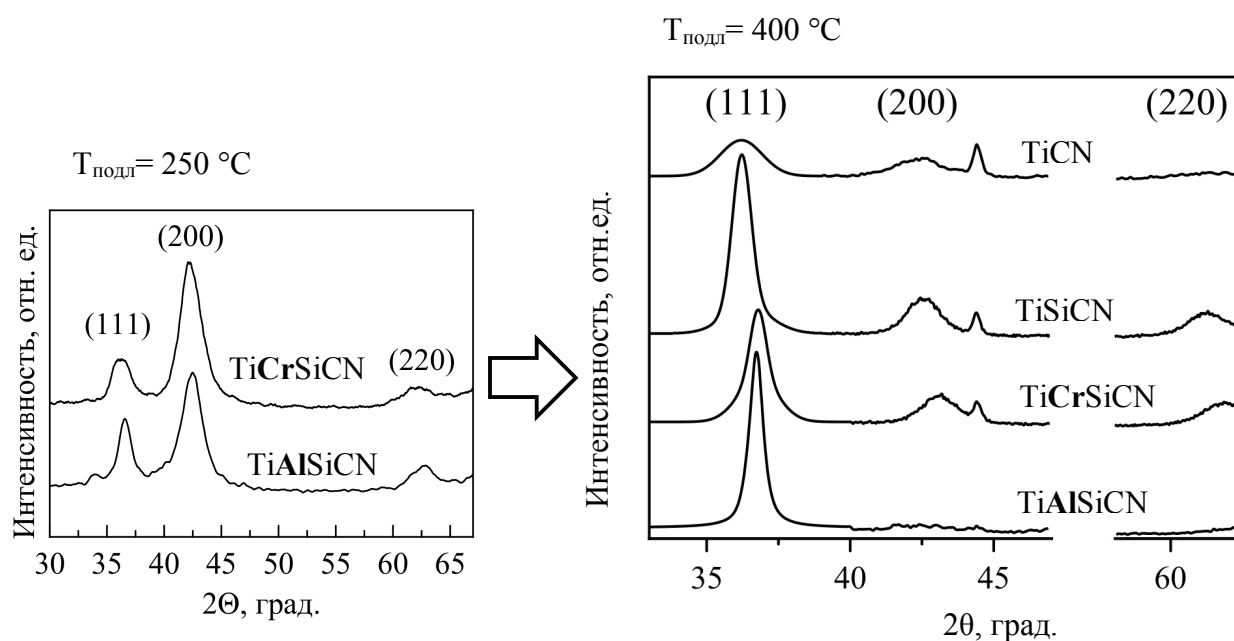 Tподл= 250 °C
Интенсивность, отн. ед.
(111)
(200)
(220)
TiCrSiCN
TiAlSiCN
30 35 40 45 50 55 60 65
2Θ, град.
Tподл= 400 °C
Интенсивность, отн.ед.
(111) (200) (220)
TiCN
TiSiCN
TiCrSiCN
TiAlSiCN
35 40 45 60
2θ, град.